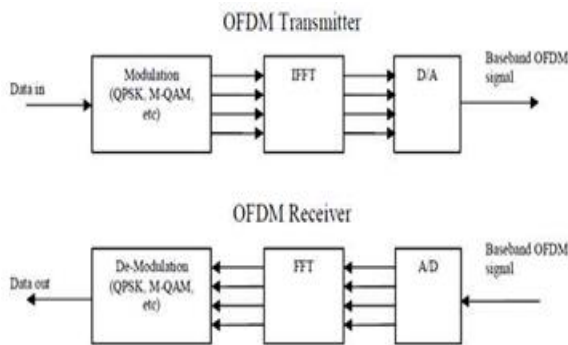 OFDM Transmitter
Data in
Modulation
(QPSK, M-QAM,
etc)
IFFT
D/A
Baseband OFDM
signal
OFDM Receiver
Data out
De-Modulation
(QPSK, M-QAM,
etc)
FFT
A/D
Baseband OFDM
signal